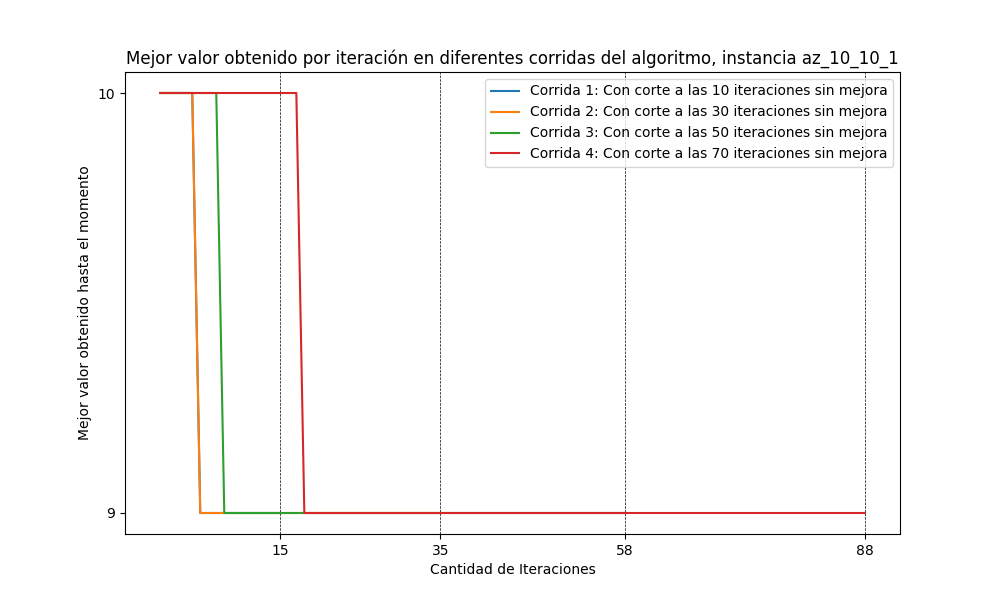 Mejor valor obtenido por iteración en diferentes corridas del algoritmo, instancia az_10_10_1
Corrida 1: Con corte a las 10 iteraciones sin mejora
Corrida 2: Con corte a las 30 iteraciones sin mejora
Corrida 3: Con corte a las 50 iteraciones sin mejora
Corrida 4: Con corte a las 70 iteraciones sin mejora
Mejor valor obtenido hasta el momento
10
9
15 35 58 88
Cantidad de Iteraciones